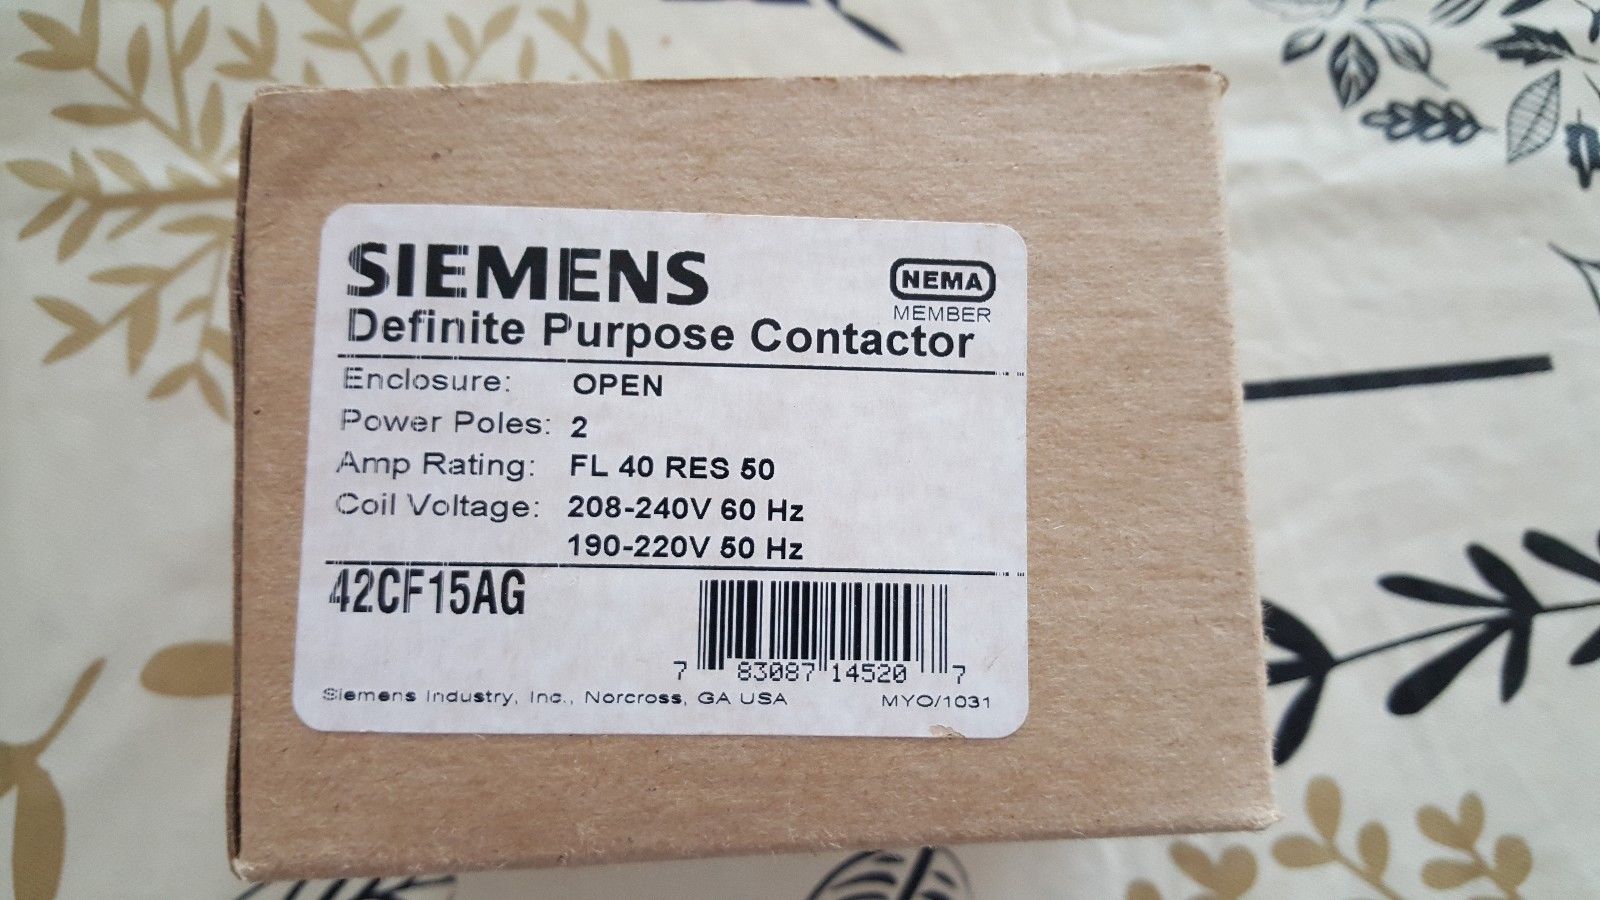 SIEMENS
NEMA
MEMBER
Definite Purpose Contactor
Enclosure: OPEN
Power Poles: 2
Amp Rating: FL 40 RES 50
Coil Voltage: 208-240V 60 Hz
190-220V 50 Hz
42CF15AG
7 83087 14520 7
Siemens Industry, Inc., Norcross, GA USA MYO/1031